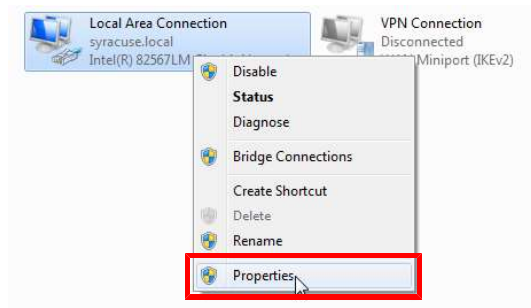 Local Area Connection
syracuse.local
Intel(R) 82567LM
VPN Connection
Disconnected
Miniport (IKEv2)
Disable
Status
Diagnose
Bridge Connections
Create Shortcut
Delete
Rename
Properties